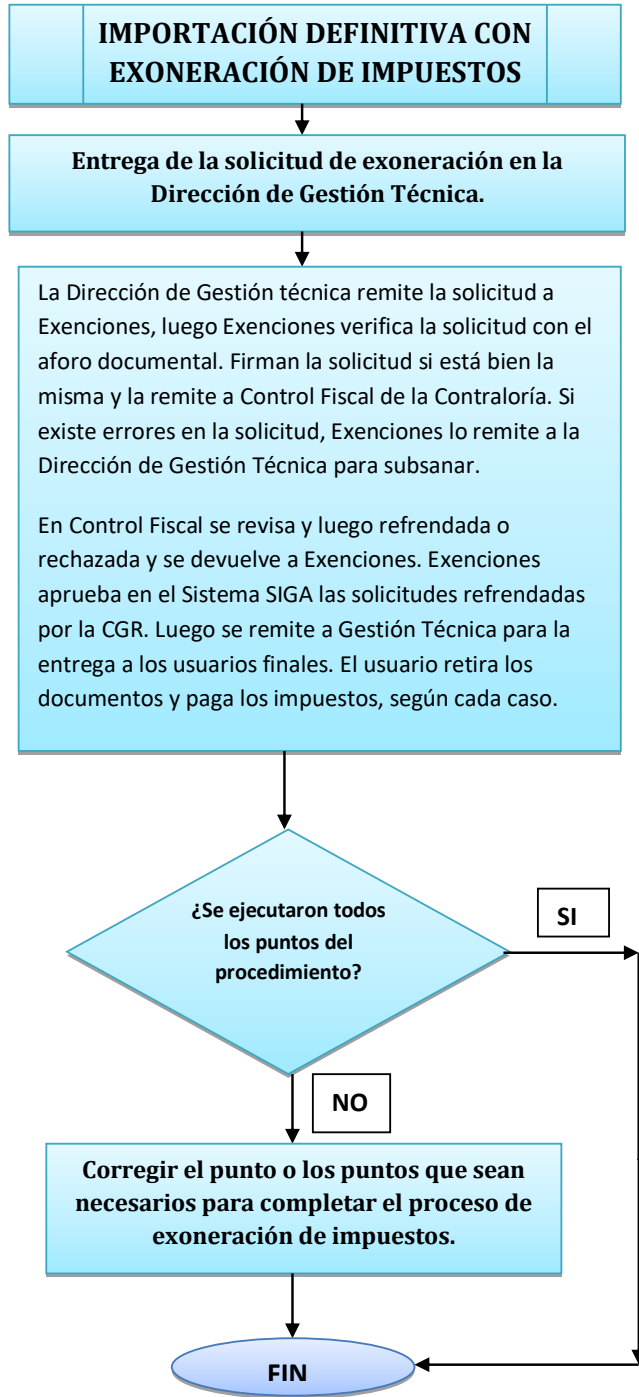 IMPORTACIÓN DEFINITIVA CON
EXONERACIÓN DE IMPUESTOS
Entrega de la solicitud de exoneración en la
Dirección de Gestión Técnica.
La Dirección de Gestión técnica remite la solicitud a
Exenciones, luego Exenciones verifica la solicitud con el
aforo documental. Firman la solicitud si está bien la
misma y la remite a Control Fiscal de la Contraloría. Si
existe errores en la solicitud, Exenciones lo remite a la
Dirección de Gestión Técnica para subsanar.
En Control Fiscal se revisa y luego refrendada o
rechazada y se devuelve a Exenciones. Exenciones
aprueba en el Sistema SIGA las solicitudes refrendadas
por la CGR. Luego se remite a Gestión Técnica para la
entrega a los usuarios finales. El usuario retira los
documentos y paga los impuestos, según cada caso.
¿Se ejecutaron todos
los puntos del
procedimiento?
SI
NO
Corregir el punto o los puntos que sean
necesarios para completar el proceso de
exoneración de impuestos.
FIN